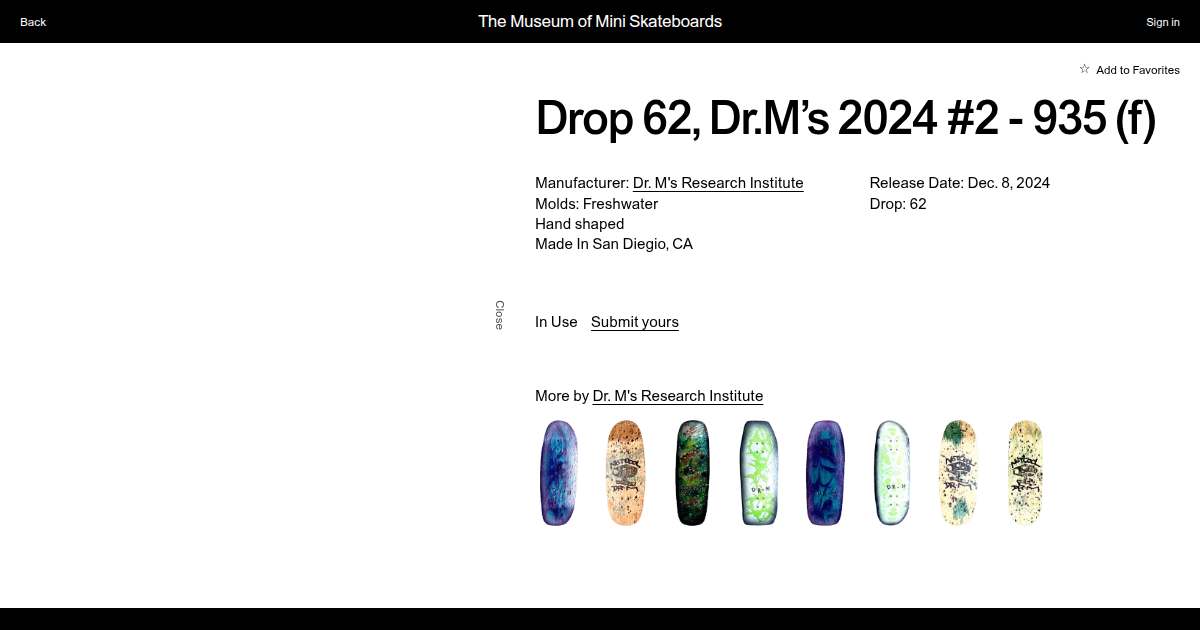 Back
The Museum of Mini Skateboards
Sign in
☆ Add to Favorites
Drop 62, Dr.M’s 2024 #2 - 935 (f)
Manufacturer: Dr. M's Research Institute
Molds: Freshwater
Hand shaped
Made In San Diegio, CA
Release Date: Dec. 8, 2024
Drop: 62
Close
In Use Submit yours
More by Dr. M's Research Institute
DR-M
DR-M